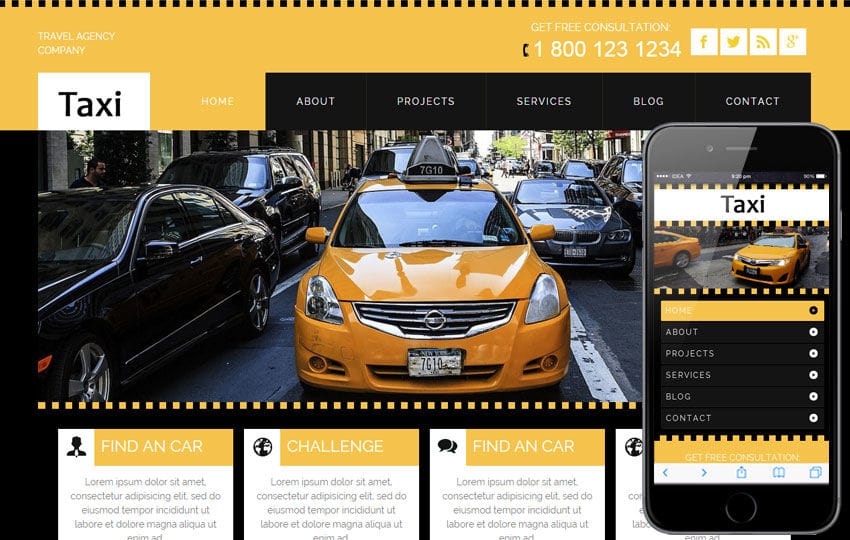 TRAVEL AGENCY
COMPANY
GET FREE CONSULTATION:
1 800 123 1234
f
g+
Taxi
HOME
ABOUT
PROJECTS
SERVICES
BLOG
CONTACT
7G10
NEW YORK
7G10
FIND AN CAR
Lorem ipsum dolor sit amet,
consectetur adipisicing elit, sed do
eiusmod tempor incididunt ut
labore et dolore magna aliqua ut
enim ad
CHALLENGE
Lorem ipsum dolor sit amet,
consectetur adipisicing elit, sed do
eiusmod tempor incididunt ut
labore et dolore magna aliqua ut
enim ad
FIND AN CAR
Lorem ipsum dolor sit amet,
consectetur adipisicing elit, sed do
eiusmod tempor incididunt ut
labore et dolore magna aliqua ut
enim ad
IDEA
9:20 pm
90%
Taxi
HOME
ABOUT
PROJECTS
SERVICES
BLOG
CONTACT
GET FREE CONSULTATION: